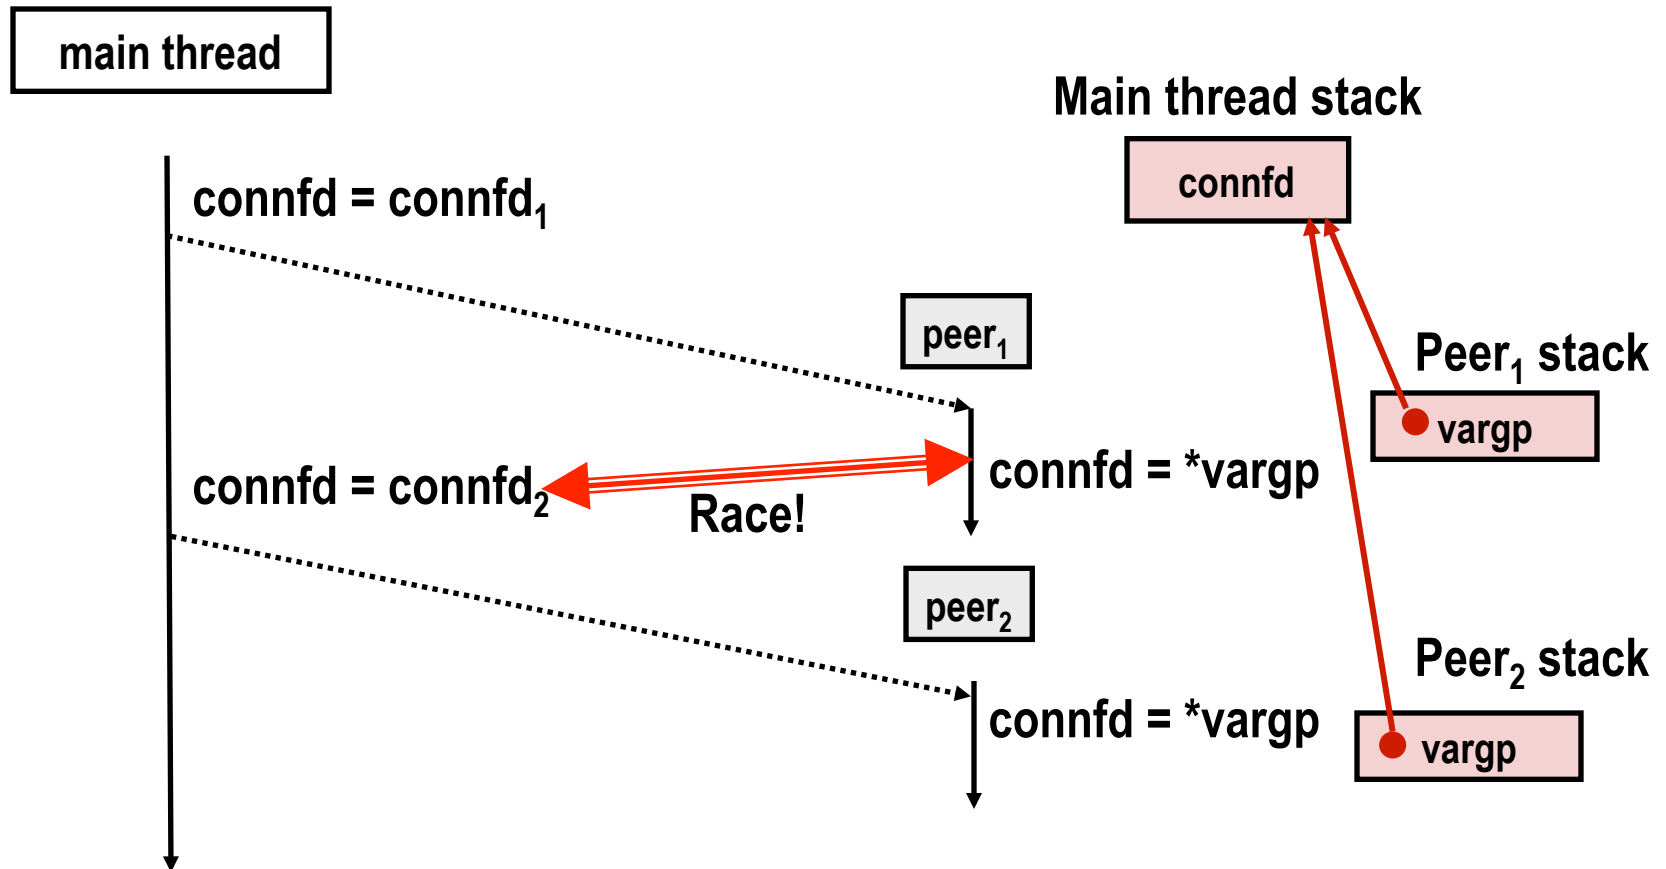 main thread
Main thread stack
connfd
connfd = connfd₁
peer₁
Peer₁ stack
vargp
connfd = *vargp
connfd = connfd₂
Race!
peer₂
Peer₂ stack
connfd = *vargp
vargp